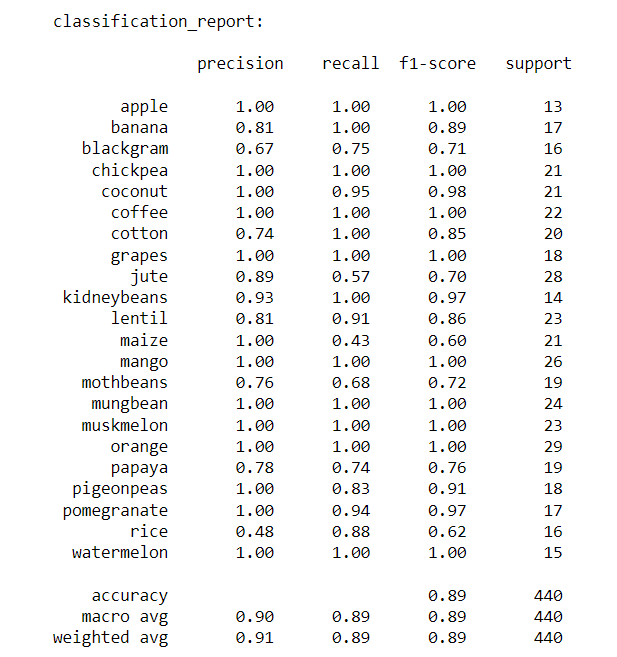 classification_report:
precision recall f1-score support
apple 1.00 1.00 1.00 13
banana 0.81 1.00 0.89 17
blackgram 0.67 0.75 0.71 16
chickpea 1.00 1.00 1.00 21
coconut 1.00 0.95 0.98 21
coffee 1.00 1.00 1.00 22
cotton 0.74 1.00 0.85 20
grapes 1.00 1.00 1.00 18
jute 0.89 0.57 0.70 28
kidneybeans 0.93 1.00 0.97 14
lentil 0.81 0.91 0.86 23
maize 1.00 0.43 0.60 21
mango 1.00 1.00 1.00 26
mothbeans 0.76 0.68 0.72 19
mungbean 1.00 1.00 1.00 24
muskmelon 1.00 1.00 1.00 23
orange 1.00 1.00 1.00 29
papaya 0.78 0.74 0.76 19
pigeonpeas 1.00 0.83 0.91 18
pomegranate 1.00 0.94 0.97 17
rice 0.48 0.88 0.62 16
watermelon 1.00 1.00 1.00 15
accuracy 0.89 440
macro avg 0.90 0.89 0.89 440
weighted avg 0.91 0.89 0.89 440